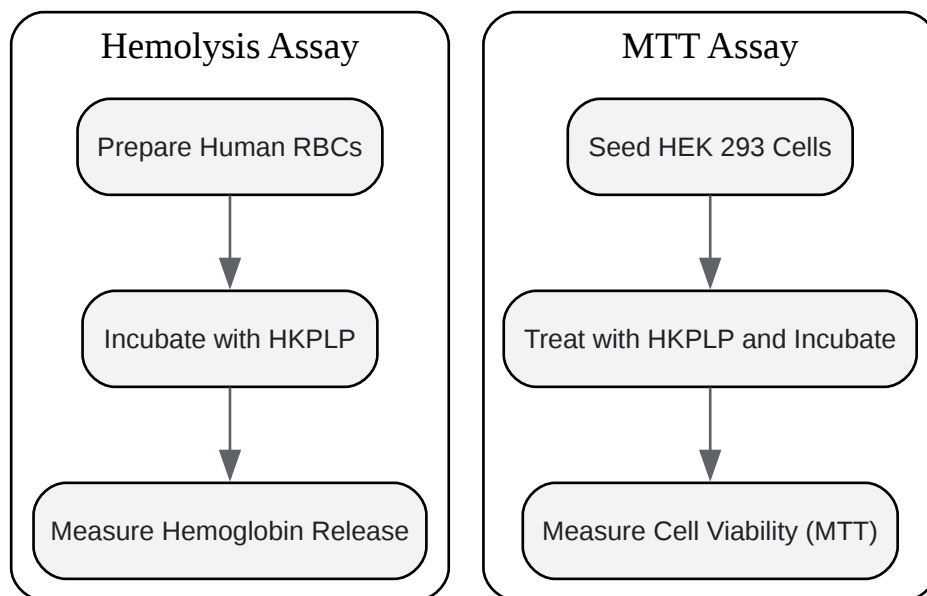 Hemolysis Assay
Prepare Human RBCs
Incubate with HKPLP
Measure Hemoglobin Release
MTT Assay
Seed HEK 293 Cells
Treat with HKPLP and Incubate
Measure Cell Viability (MTT)